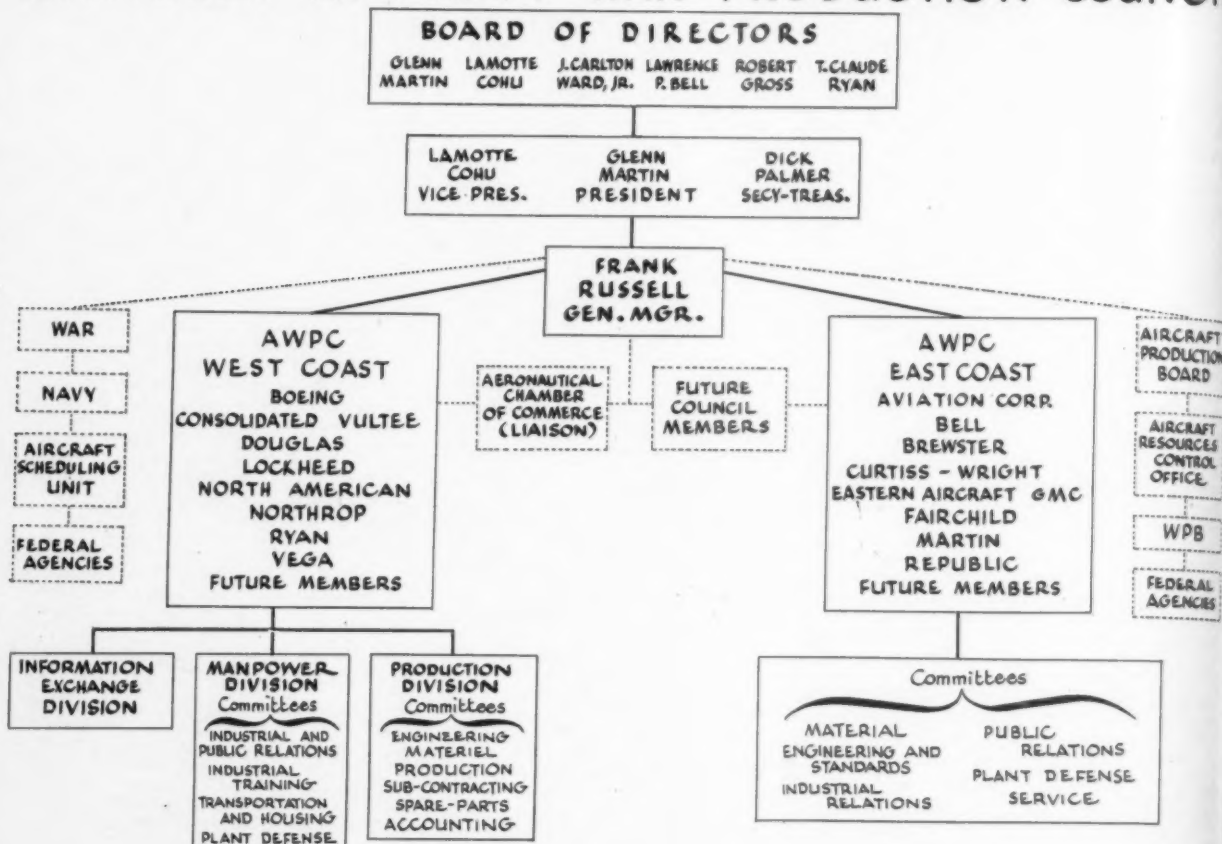 PRODUCTION
BOARD OF DIRECTORS
GLENN MARTIN
LAMOTTE COHU
J. CARLTON WARD, JR.
LAWRENCE P. BELL
ROBERT GROSS
T. CLAUDE RYAN
LAMOTTE
COHU
VICE PRES.
GLENN
MARTIN
PRESIDENT
DICK
PALMER
SECY-TREAS.
FRANK
RUSSELL
GEN. MGR.
WAR
NAVY
AIRCRAFT
SCHEDULING
UNIT
FEDERAL
AGENCIES
AWPC
WEST COAST
BOEING
CONSOLIDATED VULTEE
DOUGLAS
LOCKHEED
NORTH AMERICAN
NORTHROP
RYAN
VEGA
FUTURE MEMBERS
AERONAUTICAL
CHAMBER
OF COMMERCE
(LIAISON)
FUTURE
COUNCIL
MEMBERS
AWPC
EAST COAST
AVIATION CORP.
BELL
BREWSTER
CURTISS - WRIGHT
EASTERN AIRCRAFT GMC
FAIRCHILD
MARTIN
REPUBLIC
FUTURE MEMBERS
AIRCRAFT
PRODUCTION
BOARD
AIRCRAFT
RESOURCES
CONTROL
OFFICE
WPB
FEDERAL
AGENCIES
INFORMATION
EXCHANGE
DIVISION
MANPOWER
DIVISION
Committees
INDUSTRIAL AND
PUBLIC RELATIONS
INDUSTRIAL
TRAINING
TRANSPORTATION
AND HOUSING
PLANT DEFENSE
PRODUCTION
DIVISION
Committees
ENGINEERING
MATERIEL
PRODUCTION
SUB-CONTRACTING
SPARE-PARTS
ACCOUNTING
Committees
MATERIAL
ENGINEERING AND
STANDARDS
INDUSTRIAL
RELATIONS
PUBLIC
RELATIONS
PLANT DEFENSE
SERVICE